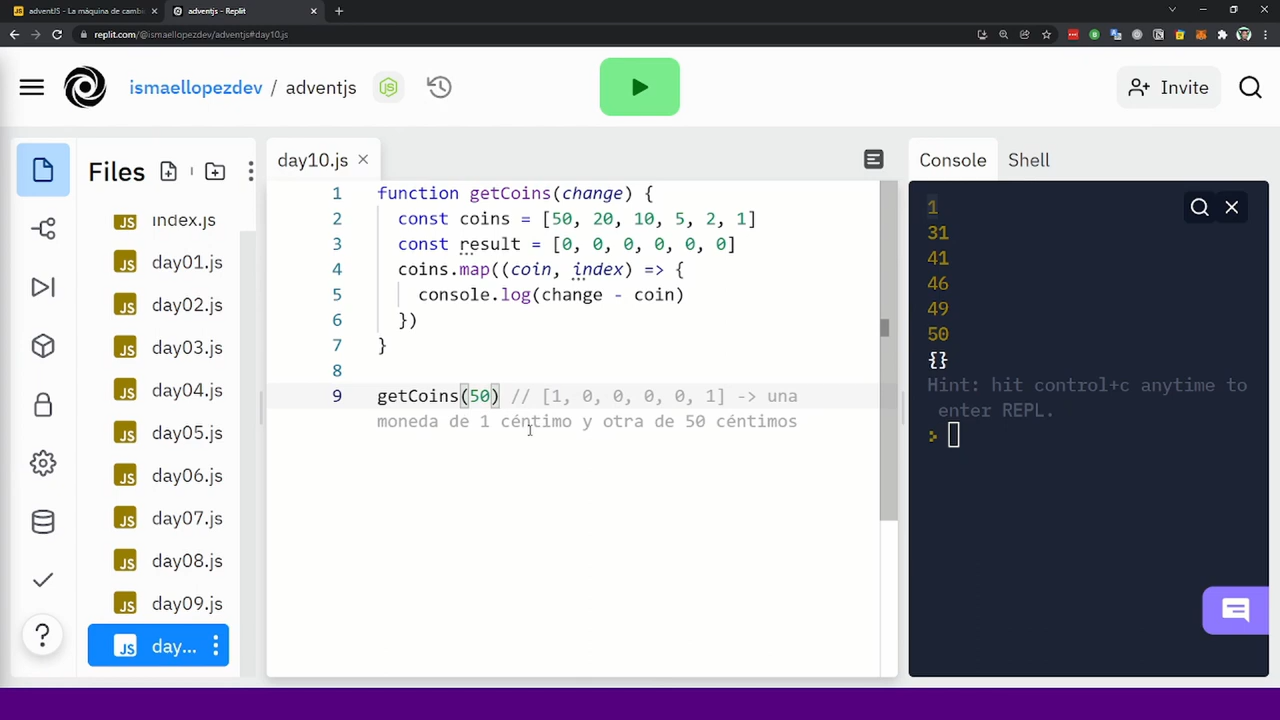 adventJS - La máquina de cambi
adventjs - Replit
replit.com/@ismaellopezdev/adventjs#day10.js
ismaellopezdev / adventjs
Invite
Files
index.js
day01.js
day02.js
day03.js
day04.js
day05.js
day06.js
day07.js
day08.js
day09.js
day...
day10.js
1 function getCoins(change) {
2 const coins = [50, 20, 10, 5, 2, 1]
3 const result = [0, 0, 0, 0, 0, 0]
4 coins.map((coin, index) => {
5 console.log(change - coin)
6 })
7 }
8
9 getCoins(50) // [1, 0, 0, 0, 0, 1] -> una
moneda de 1 céntimo y otra de 50 céntimos
Console Shell
1
31
41
46
49
50
{}
Hint: hit control+c anytime to
enter REPL.
>